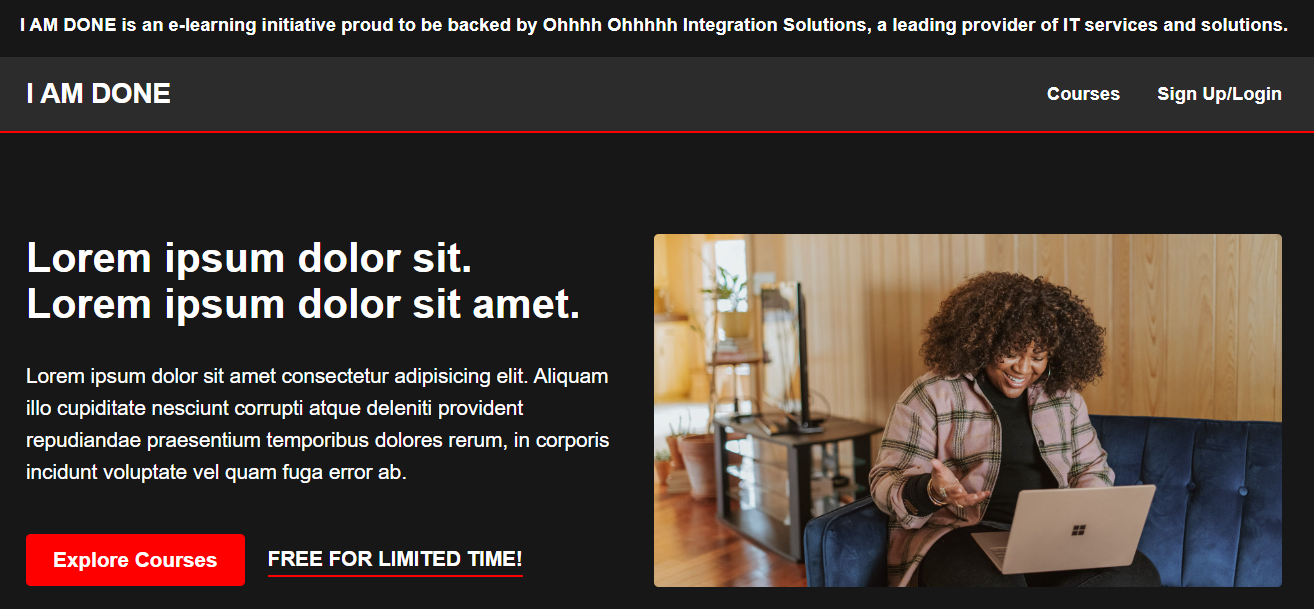 I AM DONE is an e-learning initiative proud to be backed by Ohhhh Ohhhhh Integration Solutions, a leading provider of IT services and solutions.
I AM DONE
Courses
Sign Up/Login
Lorem ipsum dolor sit.
Lorem ipsum dolor sit amet.
Lorem ipsum dolor sit amet consectetur adipisicing elit. Aliquam
illo cupiditate nesciunt corrupti atque deleniti provident
repudiandae praesentium temporibus dolores rerum, in corporis
incidunt voluptate vel quam fuga error ab.
Explore Courses
FREE FOR LIMITED TIME!